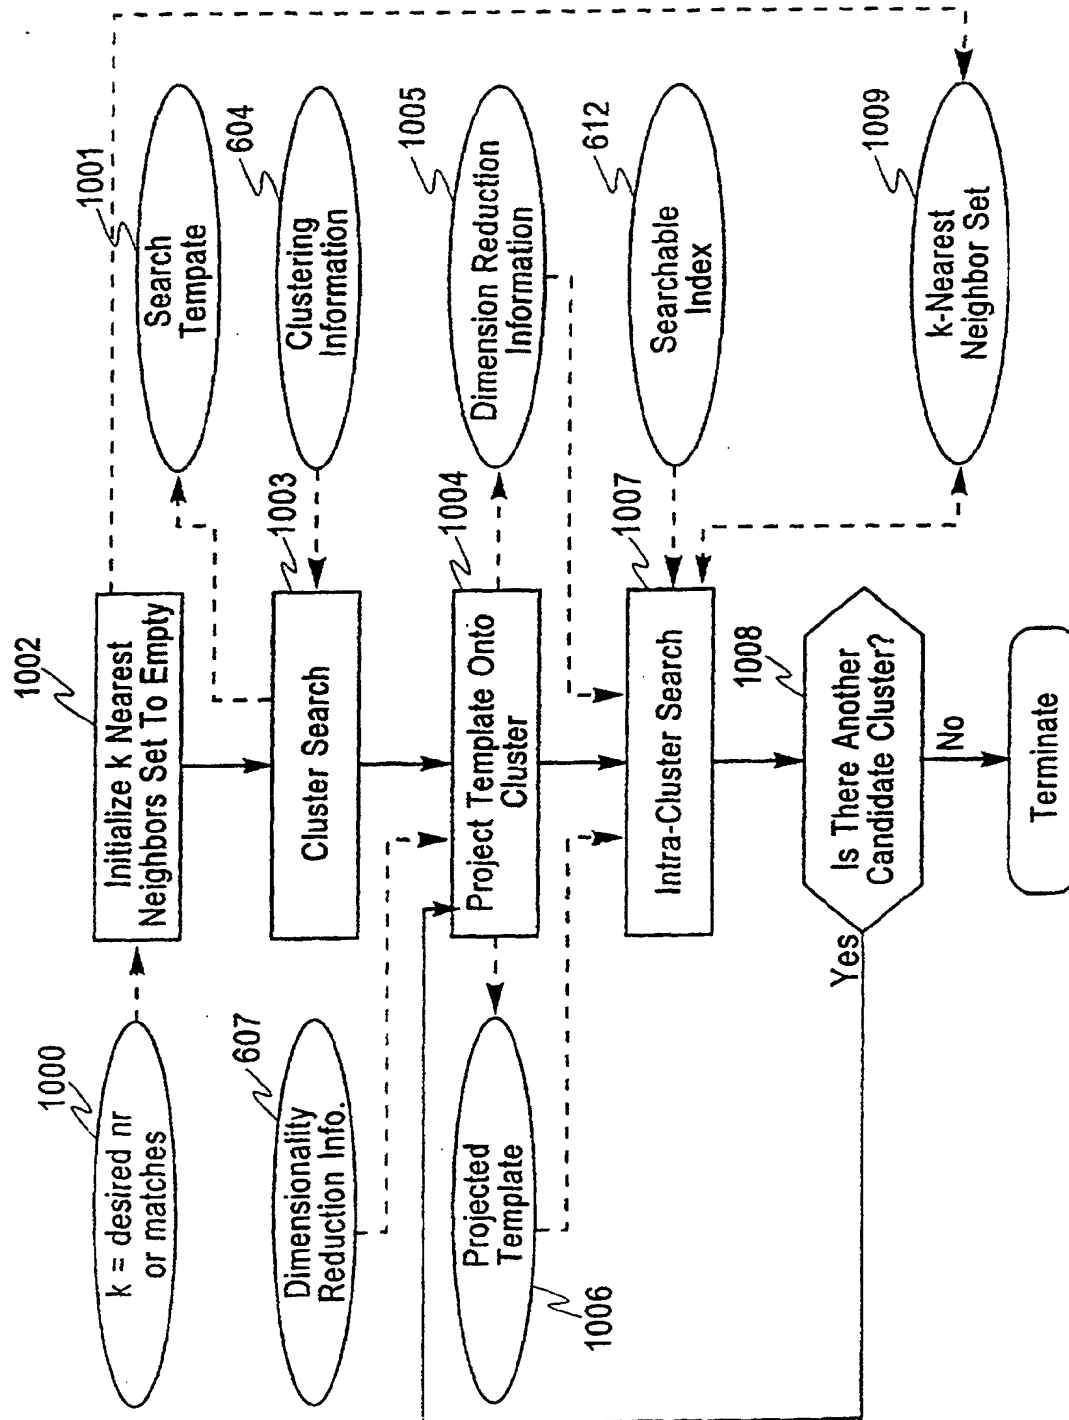 1000
k = desired nr
or matches
1002
Initialize k Nearest
Neighbors Set To Empty
1001
Search
Tempate
607
Dimensionality
Reduction Info.
1003
Cluster Search
604
Clustering
Information
1006
Projected
Template
1004
Project Template Onto
Cluster
1005
Dimension Reduction
Information
1007
Intra-Cluster Search
612
Searchable
Index
1008
Is There Another
Candidate Cluster?
Yes
No
1009
k-Nearest
Neighbor Set
Terminate